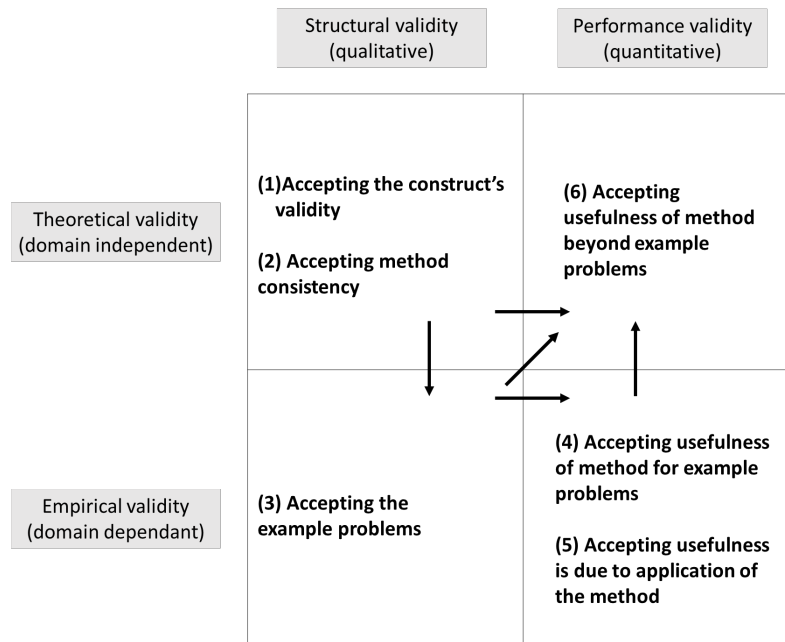 Structural validity
(qualitative)
Performance validity
(quantitative)
Theoretical validity
(domain independent)
(1)Accepting the construct's
validity
(2) Accepting method
consistency
(6) Accepting
usefulness of method
beyond example
problems
Empirical validity
(domain dependant)
(3) Accepting the
example problems
(4) Accepting usefulness
of method for example
problems
(5) Accepting usefulness
is due to application of
the method